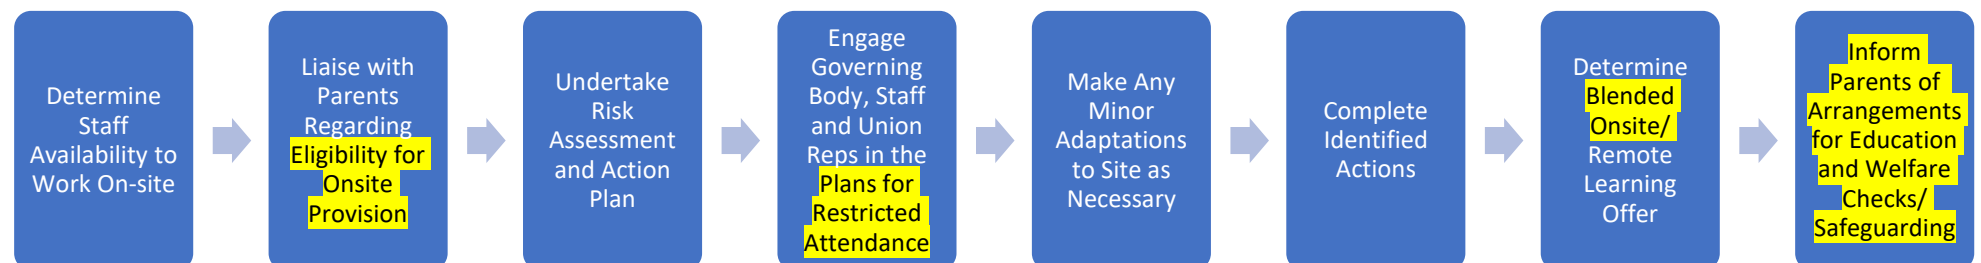 Determine
Staff
Availability to
Work On-site
Liaise with
Parents
Regarding
Eligibility for
Onsite
Provision
Undertake
Risk
Assessment
and Action
Plan
Engage
Governing
Body, Staff
and Union
Reps in the
Plans for
Restricted
Attendance
Make Any
Minor
Adaptations
to Site as
Necessary
Complete
Identified
Actions
Determine
Blended
Onsite/
Remote
Learning
Offer
Inform
Parents of
Arrangements
for Education
and Welfare
Checks/
Safeguarding